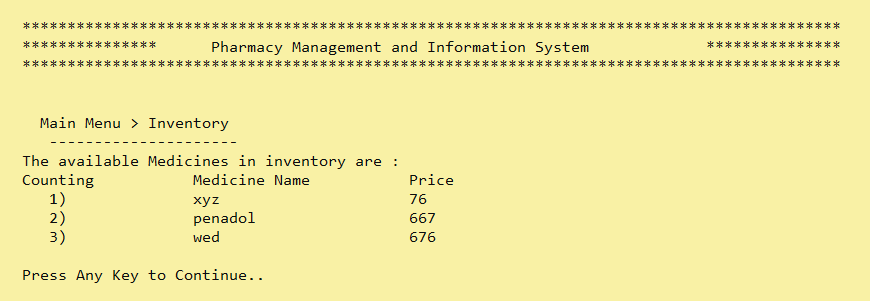 *******************************************************************************************
***************      Pharmacy Management and Information System             ***************
*******************************************************************************************
Main Menu > Inventory
---------------------
The available Medicines in inventory are :
Counting           Medicine Name           Price
1)              xyz                     76
2)              penadol                 667
3)              wed                     676
Press Any Key to Continue..